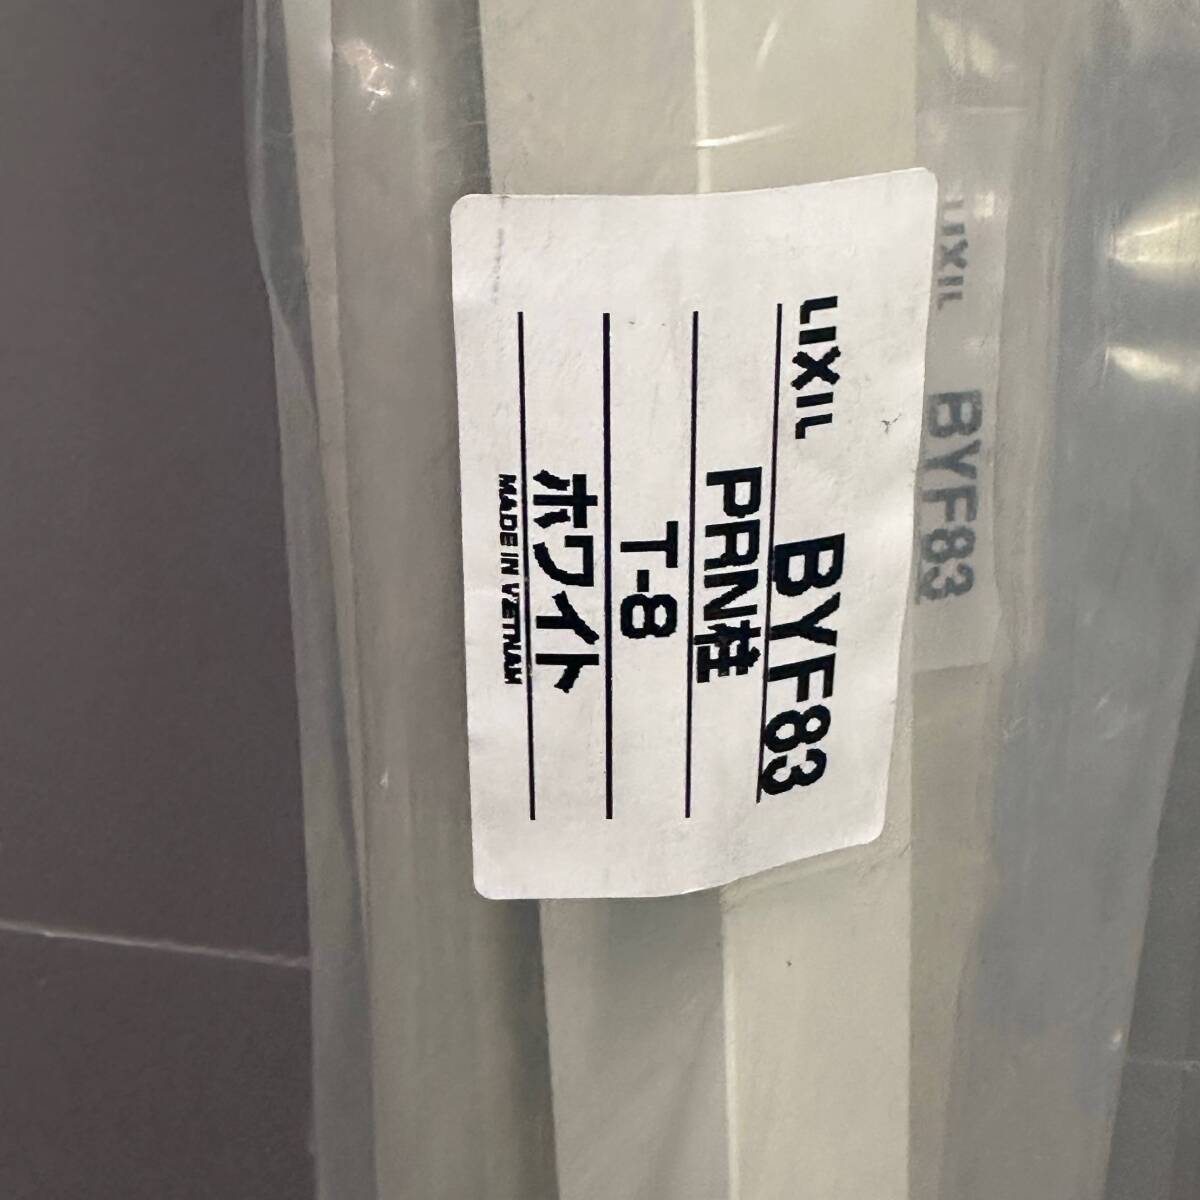 LIXIL BYF83
PRN柱
T-8
ホワイト
MADE IN VIETNAM
LIXIL BYF83